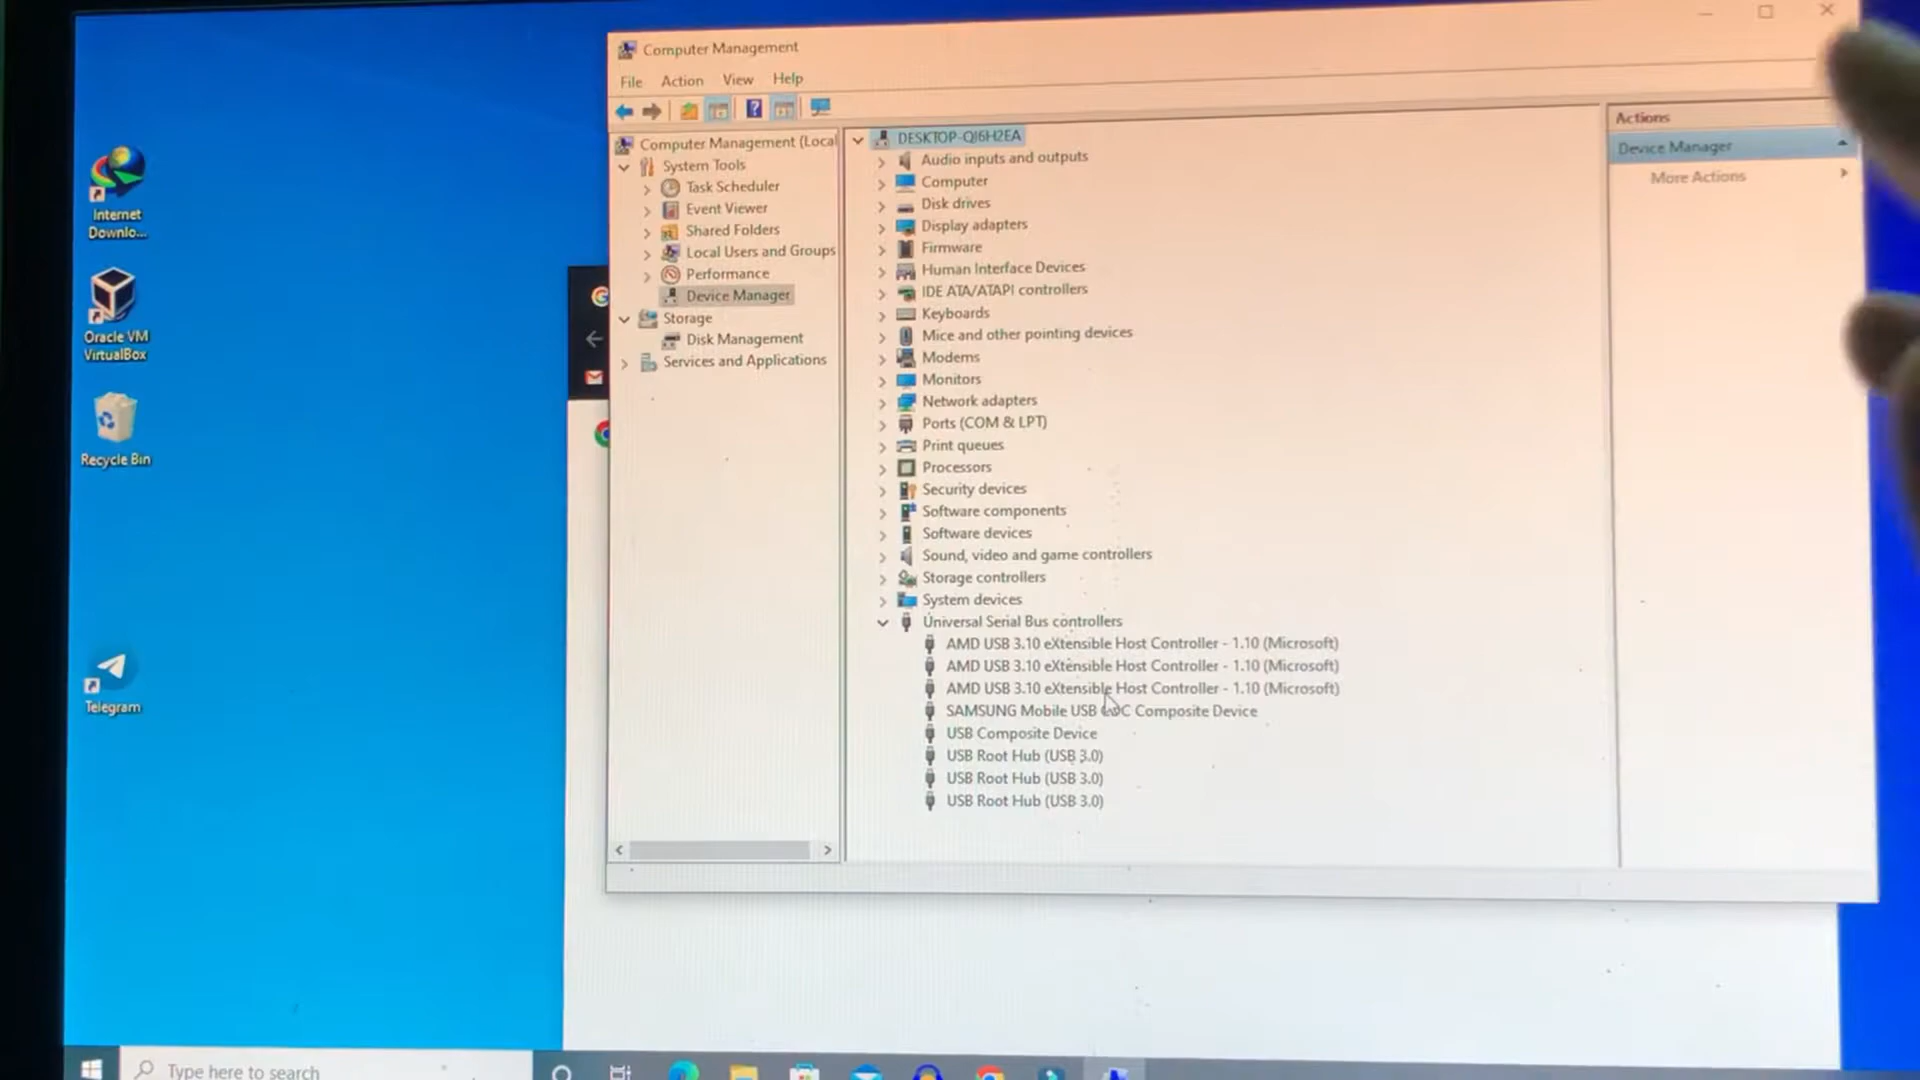 Computer Management
File Action View Help
Computer Management (Local
System Tools
Task Scheduler
Event Viewer
Shared Folders
Local Users and Groups
Performance
Device Manager
Storage
Disk Management
Services and Applications
DESKTOP-QJ6H2EA
Audio inputs and outputs
Computer
Disk drives
Display adapters
Firmware
Human Interface Devices
IDE ATA/ATAPI controllers
Keyboards
Mice and other pointing devices
Modems
Monitors
Network adapters
Ports (COM & LPT)
Print queues
Processors
Security devices
Software components
Software devices
Sound, video and game controllers
Storage controllers
System devices
Universal Serial Bus controllers
AMD USB 3.10 eXtensible Host Controller - 1.10 (Microsoft)
AMD USB 3.10 eXtensible Host Controller - 1.10 (Microsoft)
AMD USB 3.10 eXtensible Host Controller - 1.10 (Microsoft)
SAMSUNG Mobile USB CDC Composite Device
USB Composite Device
USB Root Hub (USB 3.0)
USB Root Hub (USB 3.0)
USB Root Hub (USB 3.0)
Actions
Device Manager
More Actions
Internet
Downlo...
Oracle VM
VirtualBox
Recycle Bin
Telegram
Type here to search